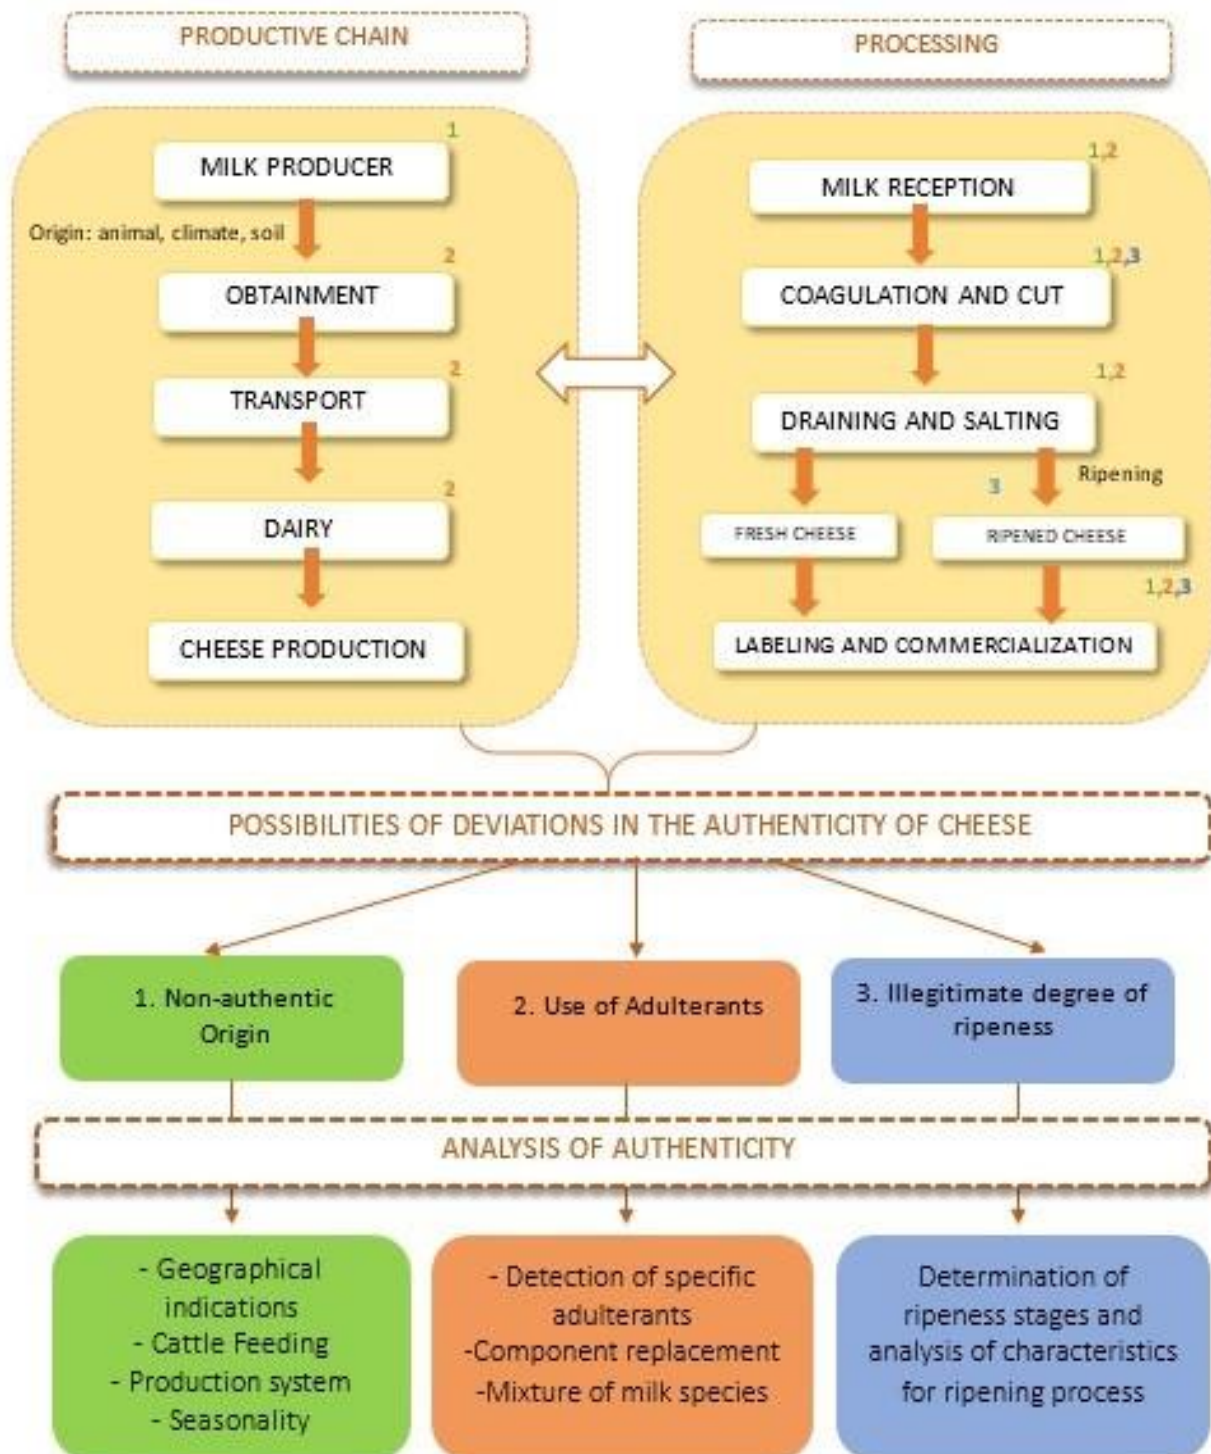 PRODUCTIVE CHAIN
1
MILK PRODUCER
Origin: animal, climate, soil
2
OBTAINMENT
2
TRANSPORT
2
DAIRY
CHEESE PRODUCTION
PROCESSING
1,2
MILK RECEPTION
1,2,3
COAGULATION AND CUT
1,2
DRAINING AND SALTING
Ripening
3
FRESH CHEESE
RIPENED CHEESE
1,2,3
LABELING AND COMMERCIALIZATION
POSSIBILITIES OF DEVIATIONS IN THE AUTHENTICITY OF CHEESE
1. Non-authentic
Origin
2. Use of Adulterants
3. Illegitimate degree of
ripeness
ANALYSIS OF AUTHENTICITY
- Geographical
indications
- Cattle Feeding
- Production system
- Seasonality
- Detection of specific
adulterants
-Component replacement
-Mixture of milk species
Determination of
ripeness stages and
analysis of characteristics
for ripening process